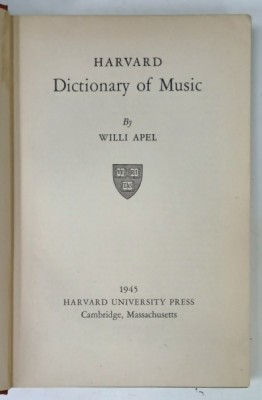 HARVARD
Dictionary of Music
By
WILLI APEL
1945
HARVARD UNIVERSITY PRESS
Cambridge, Massachusetts